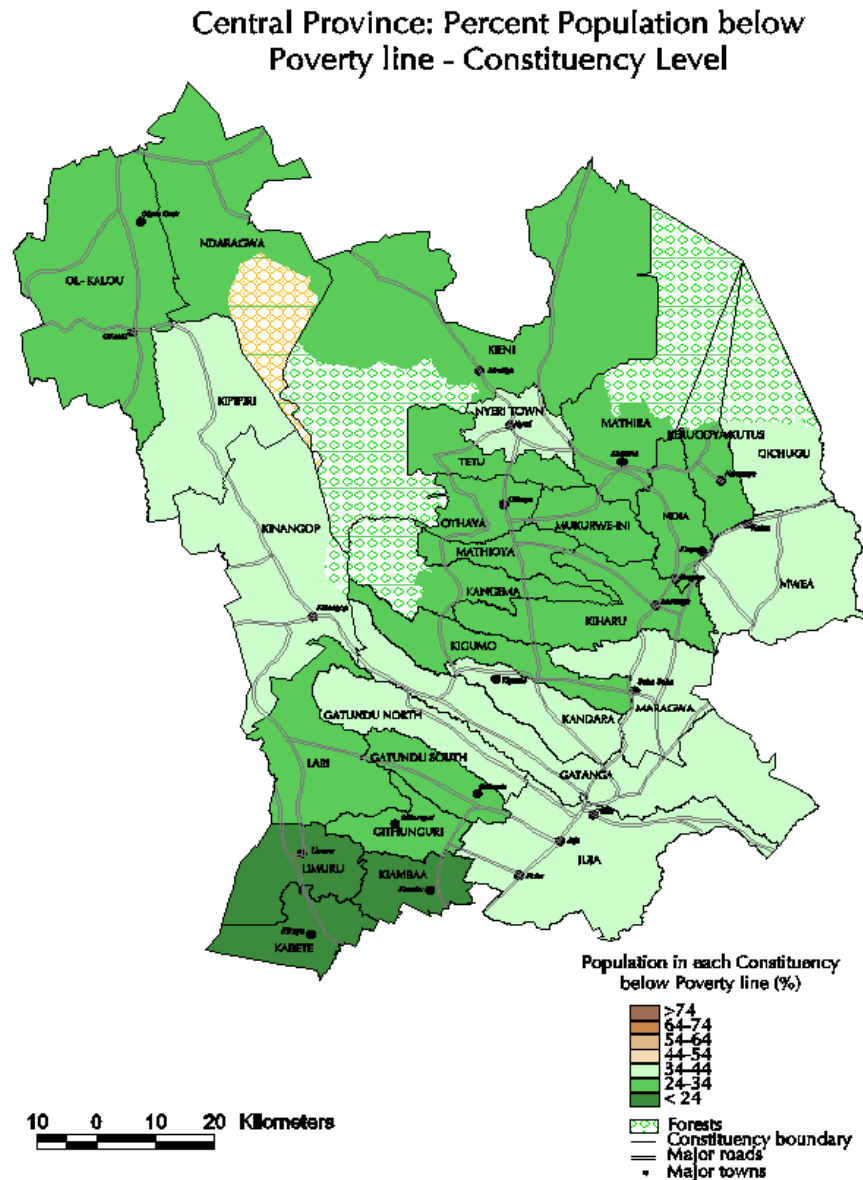 Central Province: Percent Population below
Poverty line - Constituency Level
NDARAGWA
OL- KALOU
KIPIPIRI
KIENI
NYERI TOWN
MATHIRA
KERUGOYA-KUTUS
GICHUGU
TETU
OTHAYA
MUKURWE-INI
NDIA
MATHIOYA
KINANGOP
KANGEMA
MWEA
KIHARU
KIGUMO
GATUNDU NORTH
KANDARA
MARAGWA
LARI
GATUNDU SOUTH
GATANGA
GITHUNGURI
JUJA
LIMURU
KIAMBAA
KABETE
Population in each Constituency
below Poverty line (%)
>74
64-74
54-64
44-54
34-44
24-34
< 24
Forests
Constituency boundary
Major roads
Major towns
10 0 10 20 Kilometers